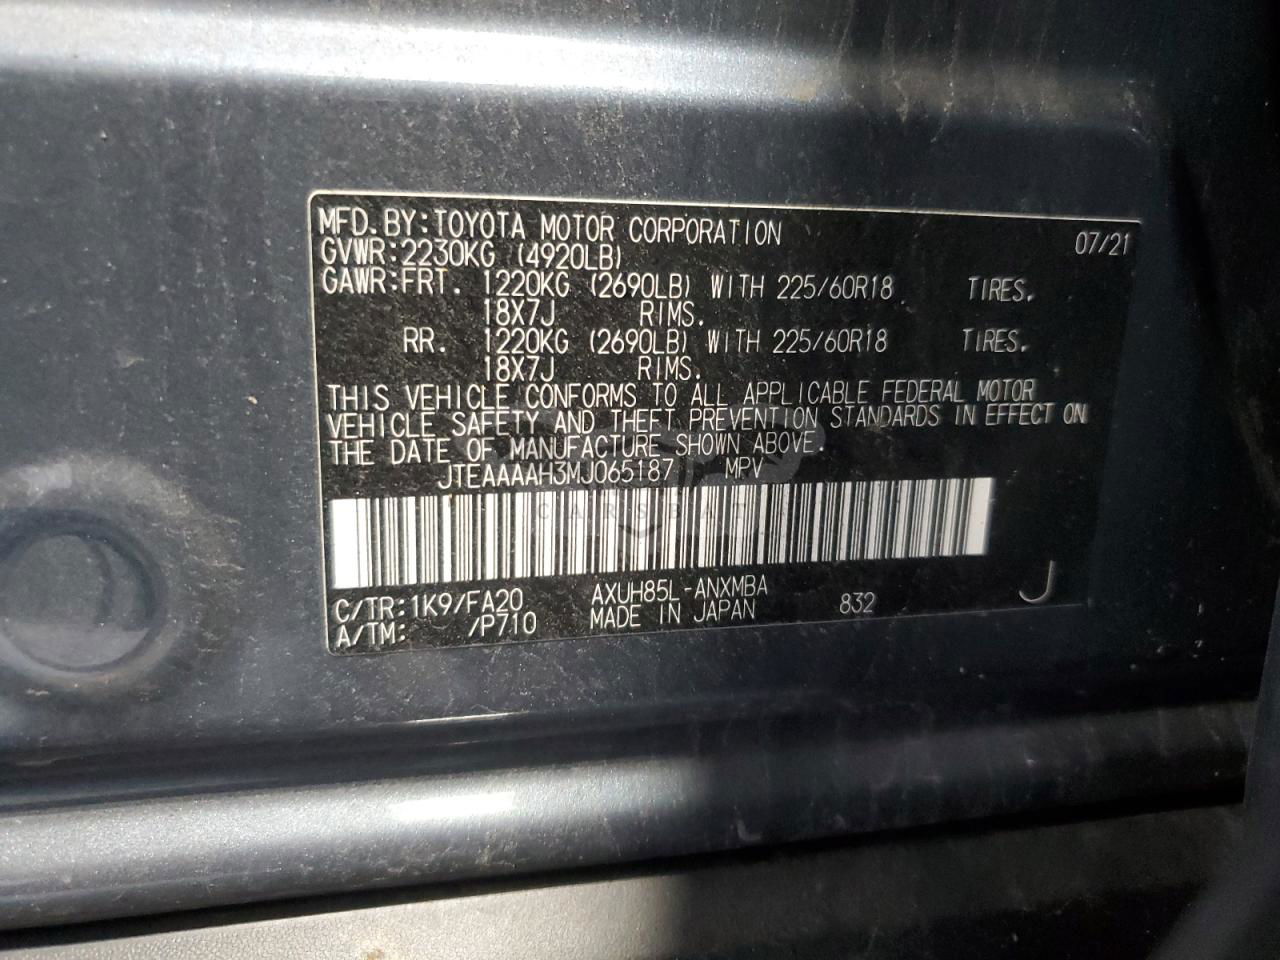 MFD. BY: TOYOTA MOTOR CORPORATION 07/21
GVWR: 2230KG (4920LB)
GAWR: FRT. 1220KG (2690LB) WITH 225/60R18 TIRES.
18X7J RIMS.
RR. 1220KG (2690LB) WITH 225/60R18 TIRES.
18X7J RIMS.
THIS VEHICLE CONFORMS TO ALL APPLICABLE FEDERAL MOTOR
VEHICLE SAFETY AND THEFT PREVENTION STANDARDS IN EFFECT ON
THE DATE OF MANUFACTURE SHOWN ABOVE.
JTEAAAAH3MJ065187 MPV
C/TR: 1K9/FA20 AXUH85L-ANXMBA
A/TM: /P710 MADE IN JAPAN 832 J